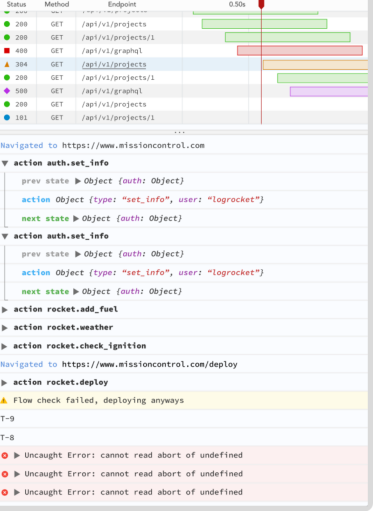 Status Method Endpoint 0.50s
200 GET /api/v1/projects
200 GET /api/v1/projects
200 GET /api/v1/projects/1
400 GET /api/v1/graphql
304 GET /api/v1/projects
200 GET /api/v1/projects/1
500 GET /api/v1/graphql
200 GET /api/v1/projects
101 GET /api/v1/projects/1
...
Navigated to https://www.missioncontrol.com
▼ action auth.set_info
prev state ▶ Object {auth: Object}
action Object {type: “set_info”, user: “logrocket”}
next state ▶ Object {auth: Object}
▼ action auth.set_info
prev state ▶ Object {auth: Object}
action Object {type: “set_info”, user: “logrocket”}
next state ▶ Object {auth: Object}
▶ action rocket.add_fuel
▶ action rocket.weather
▶ action rocket.check_ignition
Navigated to https://www.missioncontrol.com/deploy
▶ action rocket.deploy
Flow check failed, deploying anyways
T-9
T-8
▶ Uncaught Error: cannot read abort of undefined
▶ Uncaught Error: cannot read abort of undefined
▶ Uncaught Error: cannot read abort of undefined